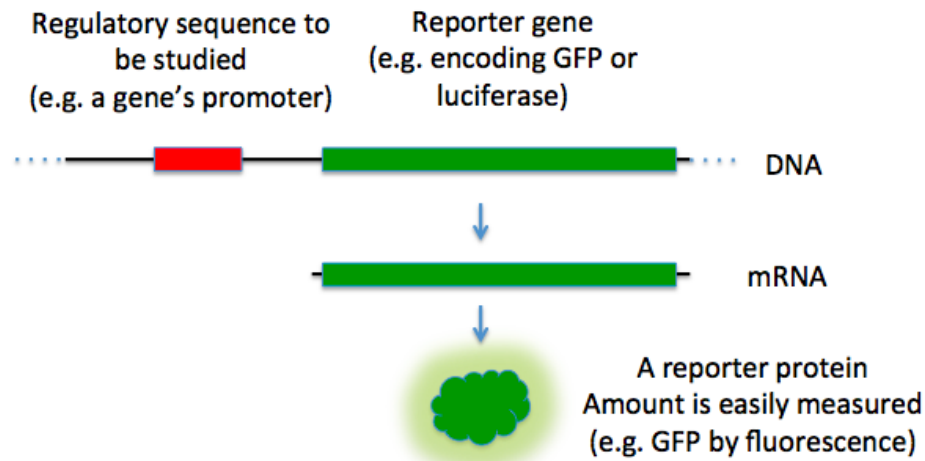 Regulatory sequence to
be studied
(e.g. a gene's promoter)
Reporter gene
(e.g. encoding GFP or
luciferase)
DNA
mRNA
A reporter protein
Amount is easily measured
(e.g. GFP by fluorescence)